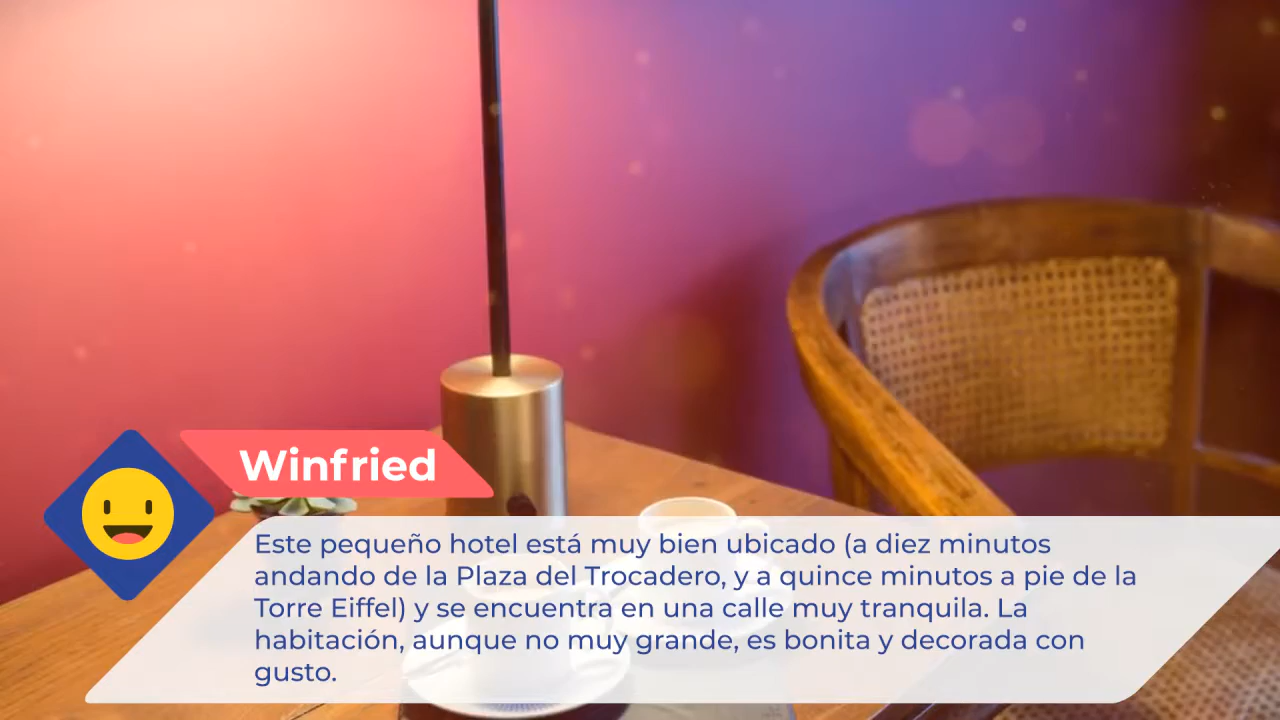 Winfried
Este pequeño hotel está muy bien ubicado (a diez minutos
andando de la Plaza del Trocadero, y a quince minutos a pie de la
Torre Eiffel) y se encuentra en una calle muy tranquila. La
habitación, aunque no muy grande, es bonita y decorada con
gusto.